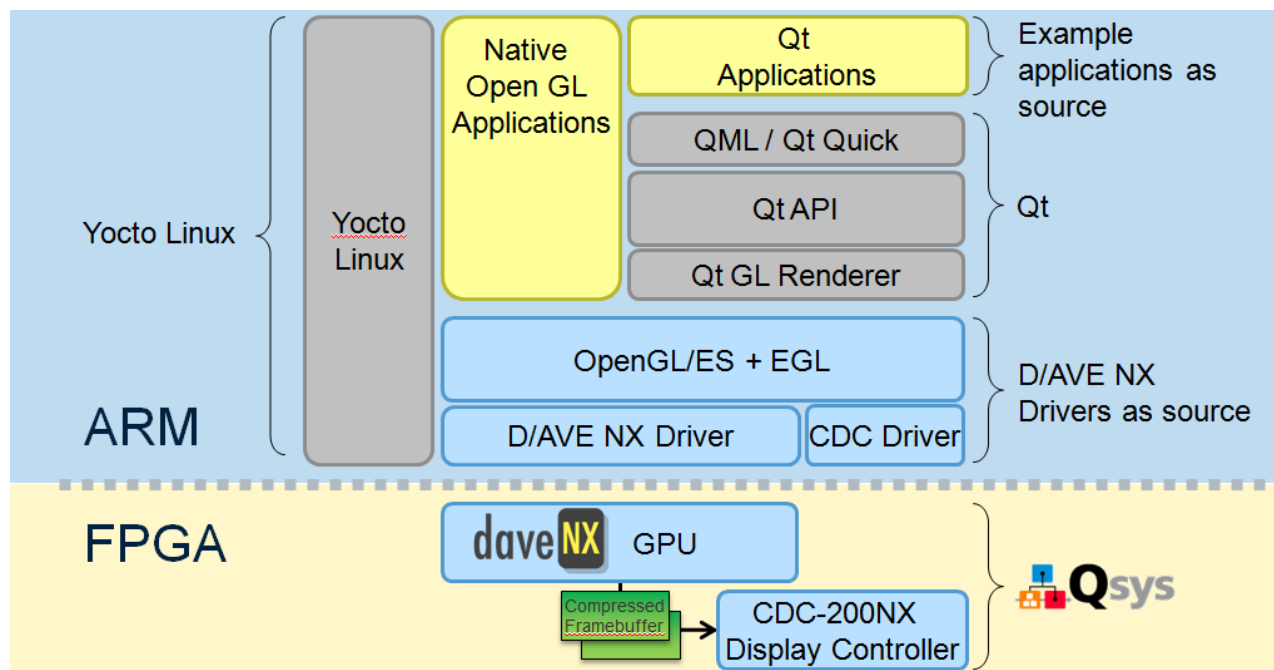 Yocto Linux
Yocto
Linux
Native
Open GL
Applications
Qt
Applications
QML / Qt Quick
Qt API
Qt GL Renderer
Example
applications as
source
Qt
OpenGL/ES + EGL
D/AVE NX Driver
CDC Driver
D/AVE NX
Drivers as source
ARM
FPGA
dave NX
GPU
Compressed
Framebuffer
CDC-200NX
Display Controller
Qsys